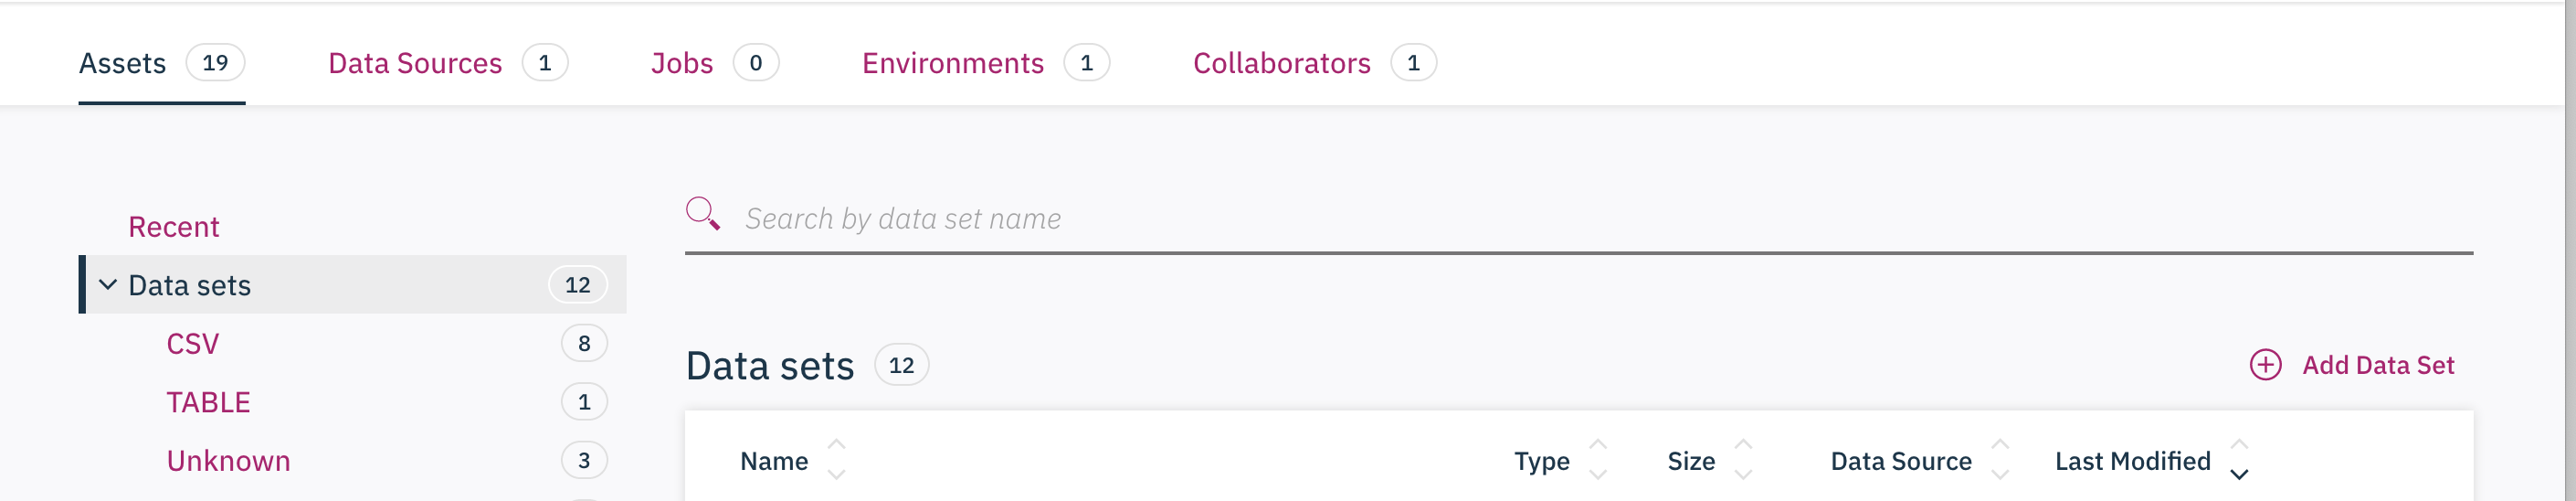 Assets 19 Data Sources 1 Jobs 0 Environments 1 Collaborators 1
Recent
Search by data set name
Data sets 12
CSV 8
TABLE 1
Unknown 3
Data sets 12
Add Data Set
Name Type Size Data Source Last Modified